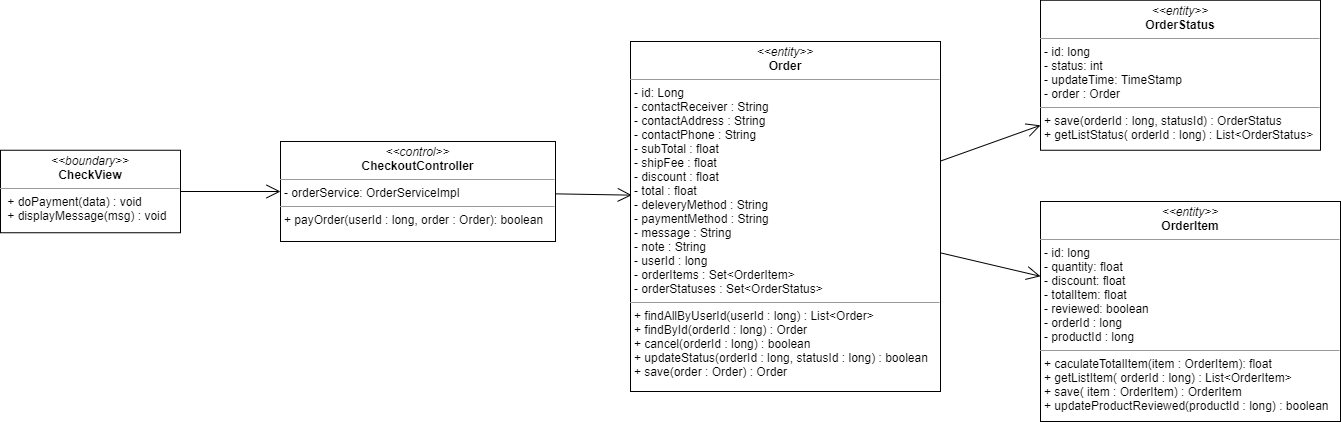 <<boundary>>
CheckView
+ doPayment(data) : void
+ displayMessage(msg) : void
<<control>>
CheckoutController
- orderService: OrderServiceImpl
+ payOrder(userId : long, order : Order): boolean
<<entity>>
Order
- id: Long
- contactReceiver : String
- contactAddress : String
- contactPhone : String
- subTotal : float
- shipFee : float
- discount : float
- total : float
- deleveryMethod : String
- paymentMethod : String
- message : String
- note : String
- userId : long
- orderItems : Set<OrderItem>
- orderStatuses : Set<OrderStatus>
+ findAllByUserId(userId : long) : List<Order>
+ findById(orderId : long) : Order
+ cancel(orderId : long) : boolean
+ updateStatus(orderId : long, statusId : long) : boolean
+ save(order : Order) : Order
<<entity>>
OrderStatus
- id: long
- status: int
- updateTime: TimeStamp
- order : Order
+ save(orderId : long, statusId) : OrderStatus
+ getListStatus( orderId : long) : List<OrderStatus>
<<entity>>
OrderItem
- id: long
- quantity: float
- discount: float
- totalItem: float
- reviewed: boolean
- orderId : long
- productId : long
+ caculateTotalItem(item : OrderItem): float
+ getListItem( orderId : long) : List<OrderItem>
+ save( item : OrderItem) : OrderItem
+ updateProductReviewed(productId : long) : boolean